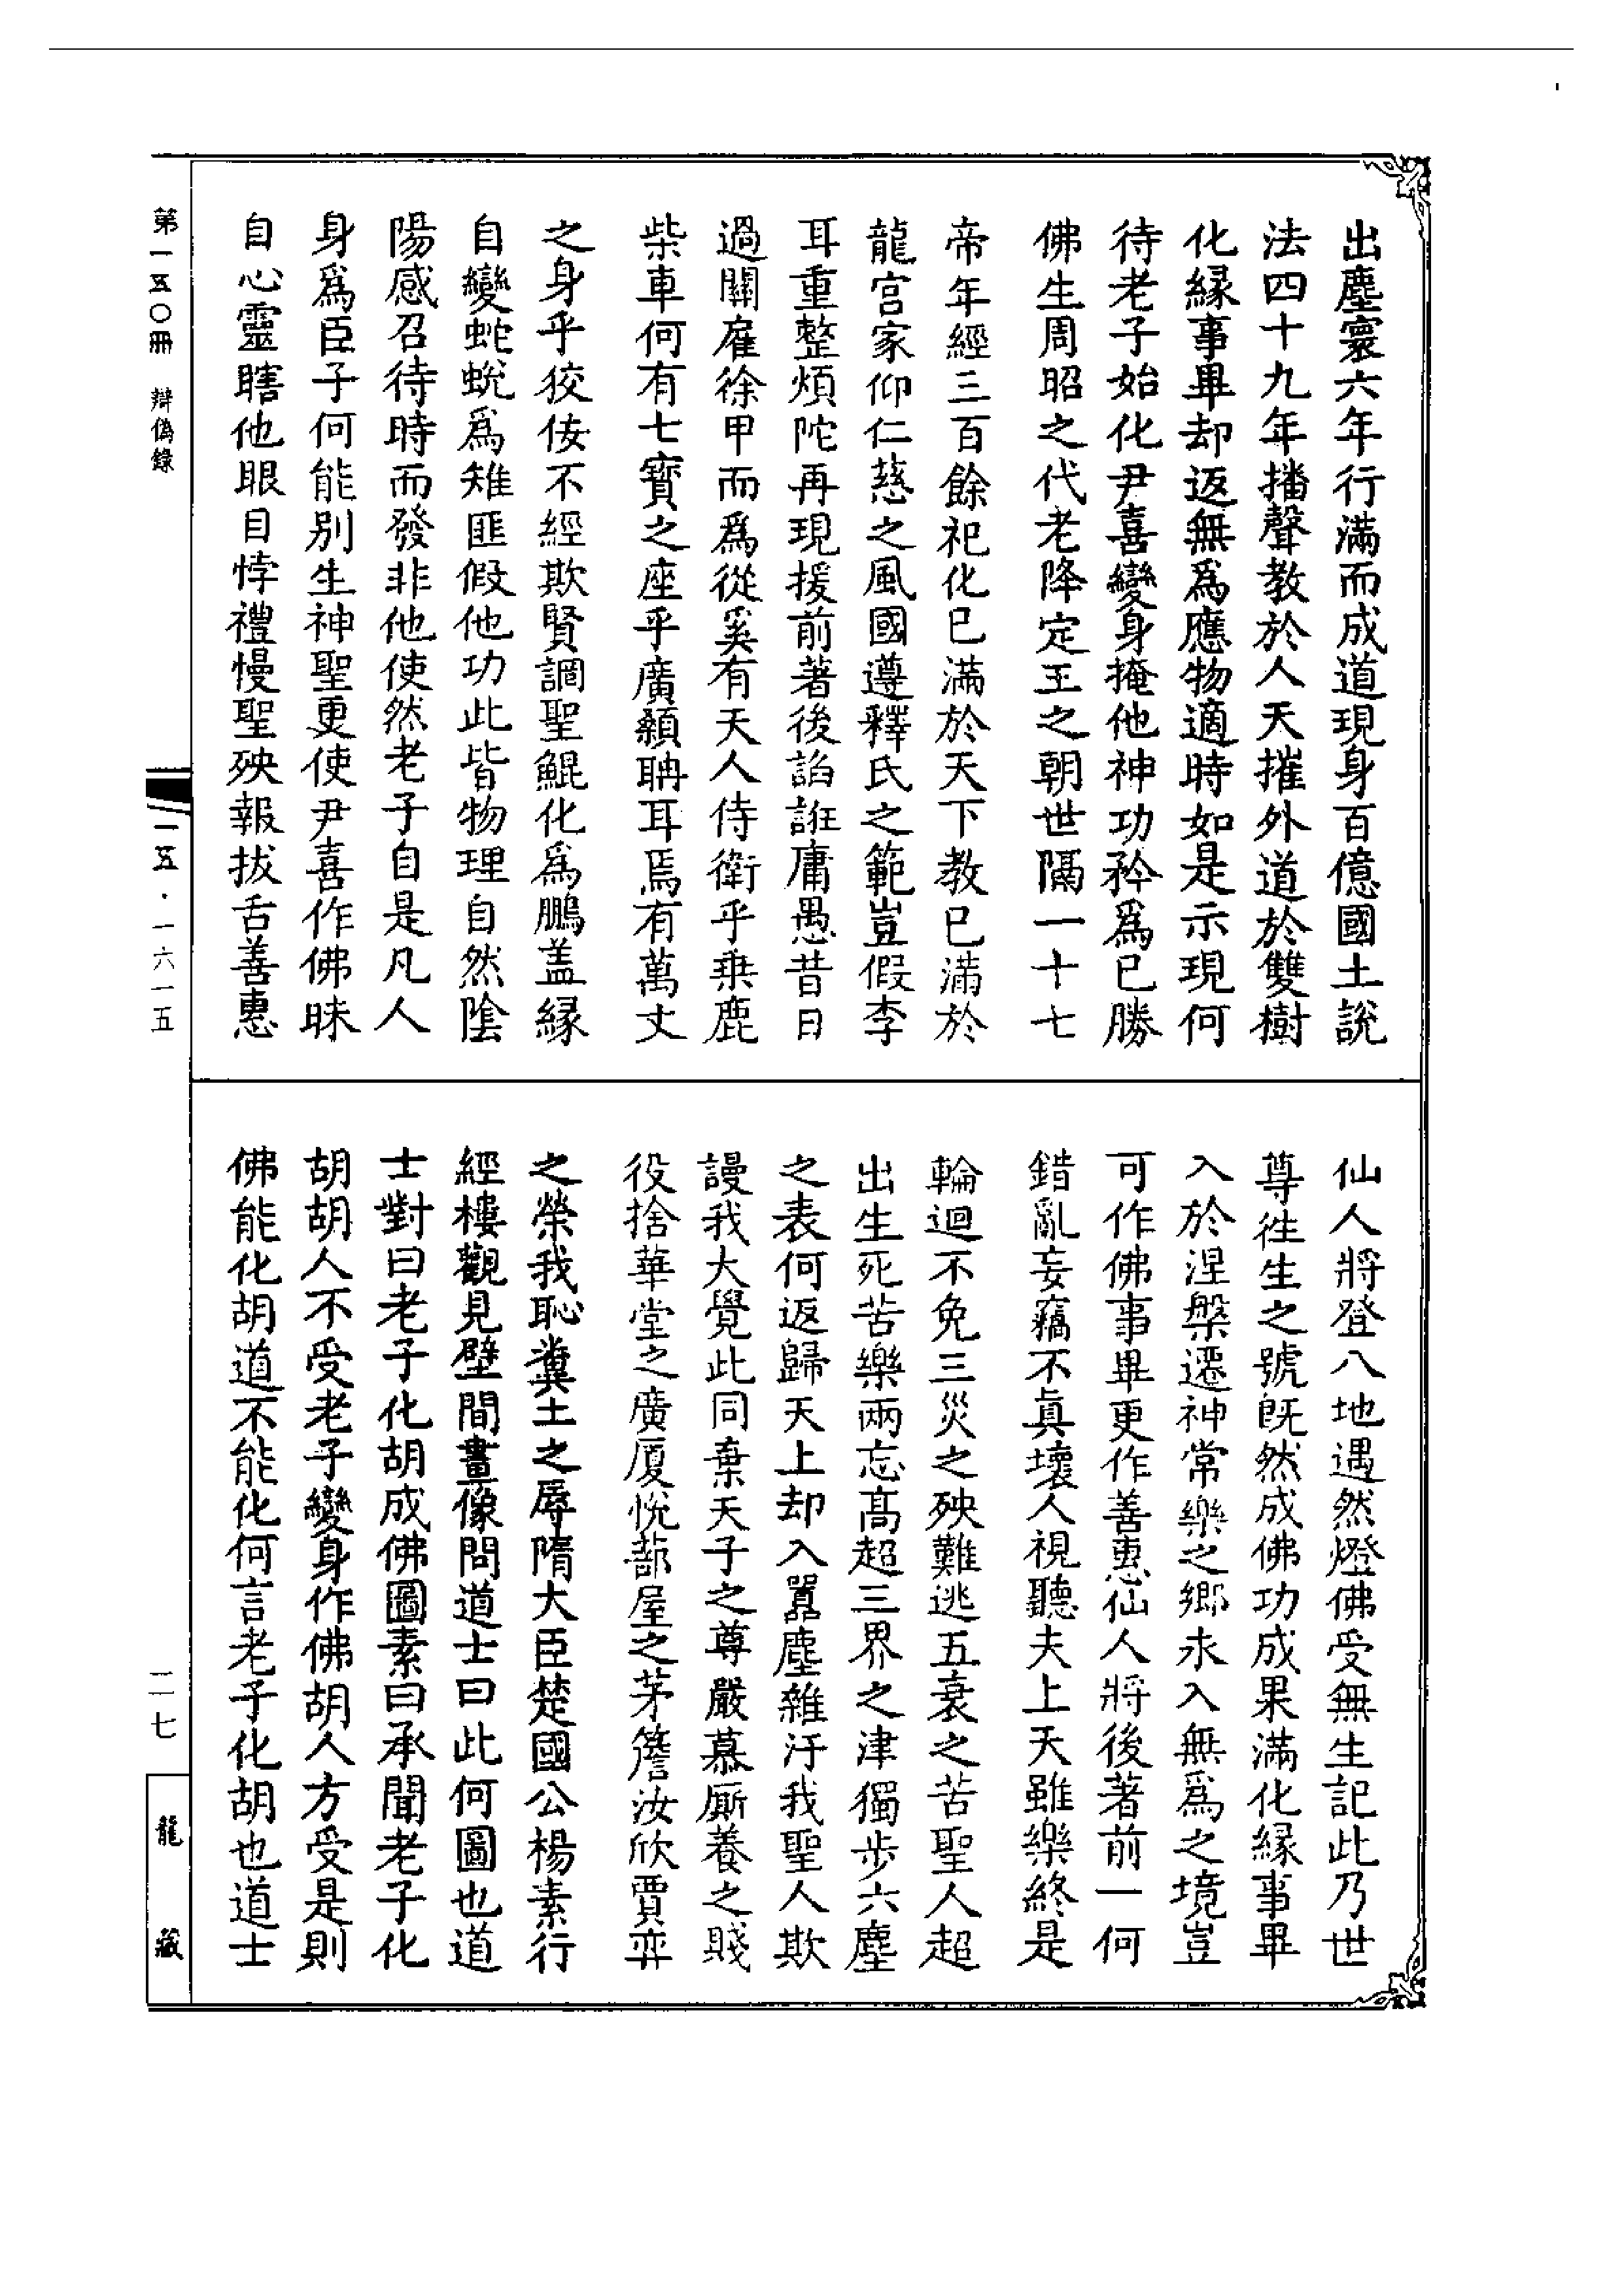 出塵寰六年行滿而成道現身百億國土說
法四十九年播聲教於人天摧外道於雙樹
化緣事畢却返無爲應物適時如是示現何
待老子始化尹喜變身掩他神功矜爲已勝
佛生周昭之代老降定王之朝世隔一十七
帝年經三百餘祀化已滿於天下教已滿於
龍宫家仰仁慈之風國遵釋氏之範豈假李
耳重整煩陀再現援前著後諂誑庸愚昔日
過關雇徐甲而爲從奚有天人侍衛乎乗鹿
柴車何有七寳之座乎廣顙聃耳焉有萬丈
之身乎狡佞不經欺賢調聖鯤化爲鵬盖緣
自變蛇蛻爲雉匪假他功此皆物理自然隂
陽感召待時而發非他使然老子自是凡人
身爲臣子何能別生神聖更使尹喜作佛昧
自心靈瞎他眼目悖禮慢聖殃報拔舌善惠
仙人將登八地遇然燈佛受無生記此乃世
尊徃生之號旣然成佛功成果滿化緣事畢
入於涅槃遷神常樂之鄉永入無爲之境豈
可作佛事畢更作善惠仙人將後著前一何
錯亂妄竊不眞壞人視聽夫上天雖樂終是
輪迴不免三災之殃難逃五衰之苦聖人超
出生死苦樂兩忘髙超三界之津獨步六塵
之表何返歸天上却入嚣塵雜汙我聖人欺
謾我大覺此同棄天子之尊嚴慕厮養之賤
役捨華堂之廣厦悅蔀屋之茅簷汝欣賈弈
之榮我恥糞土之辱隋大臣楚國公楊素行
經樓觀見壁間畫像問道士曰此何圖也道
士對曰老子化胡成佛圖素曰承聞老子化
胡胡人不受老子變身作佛胡人方受是則
佛能化胡道不能化何言老子化胡也道士
第一五〇冊 辯偽錄
一五·一六一五
二七
龍藏